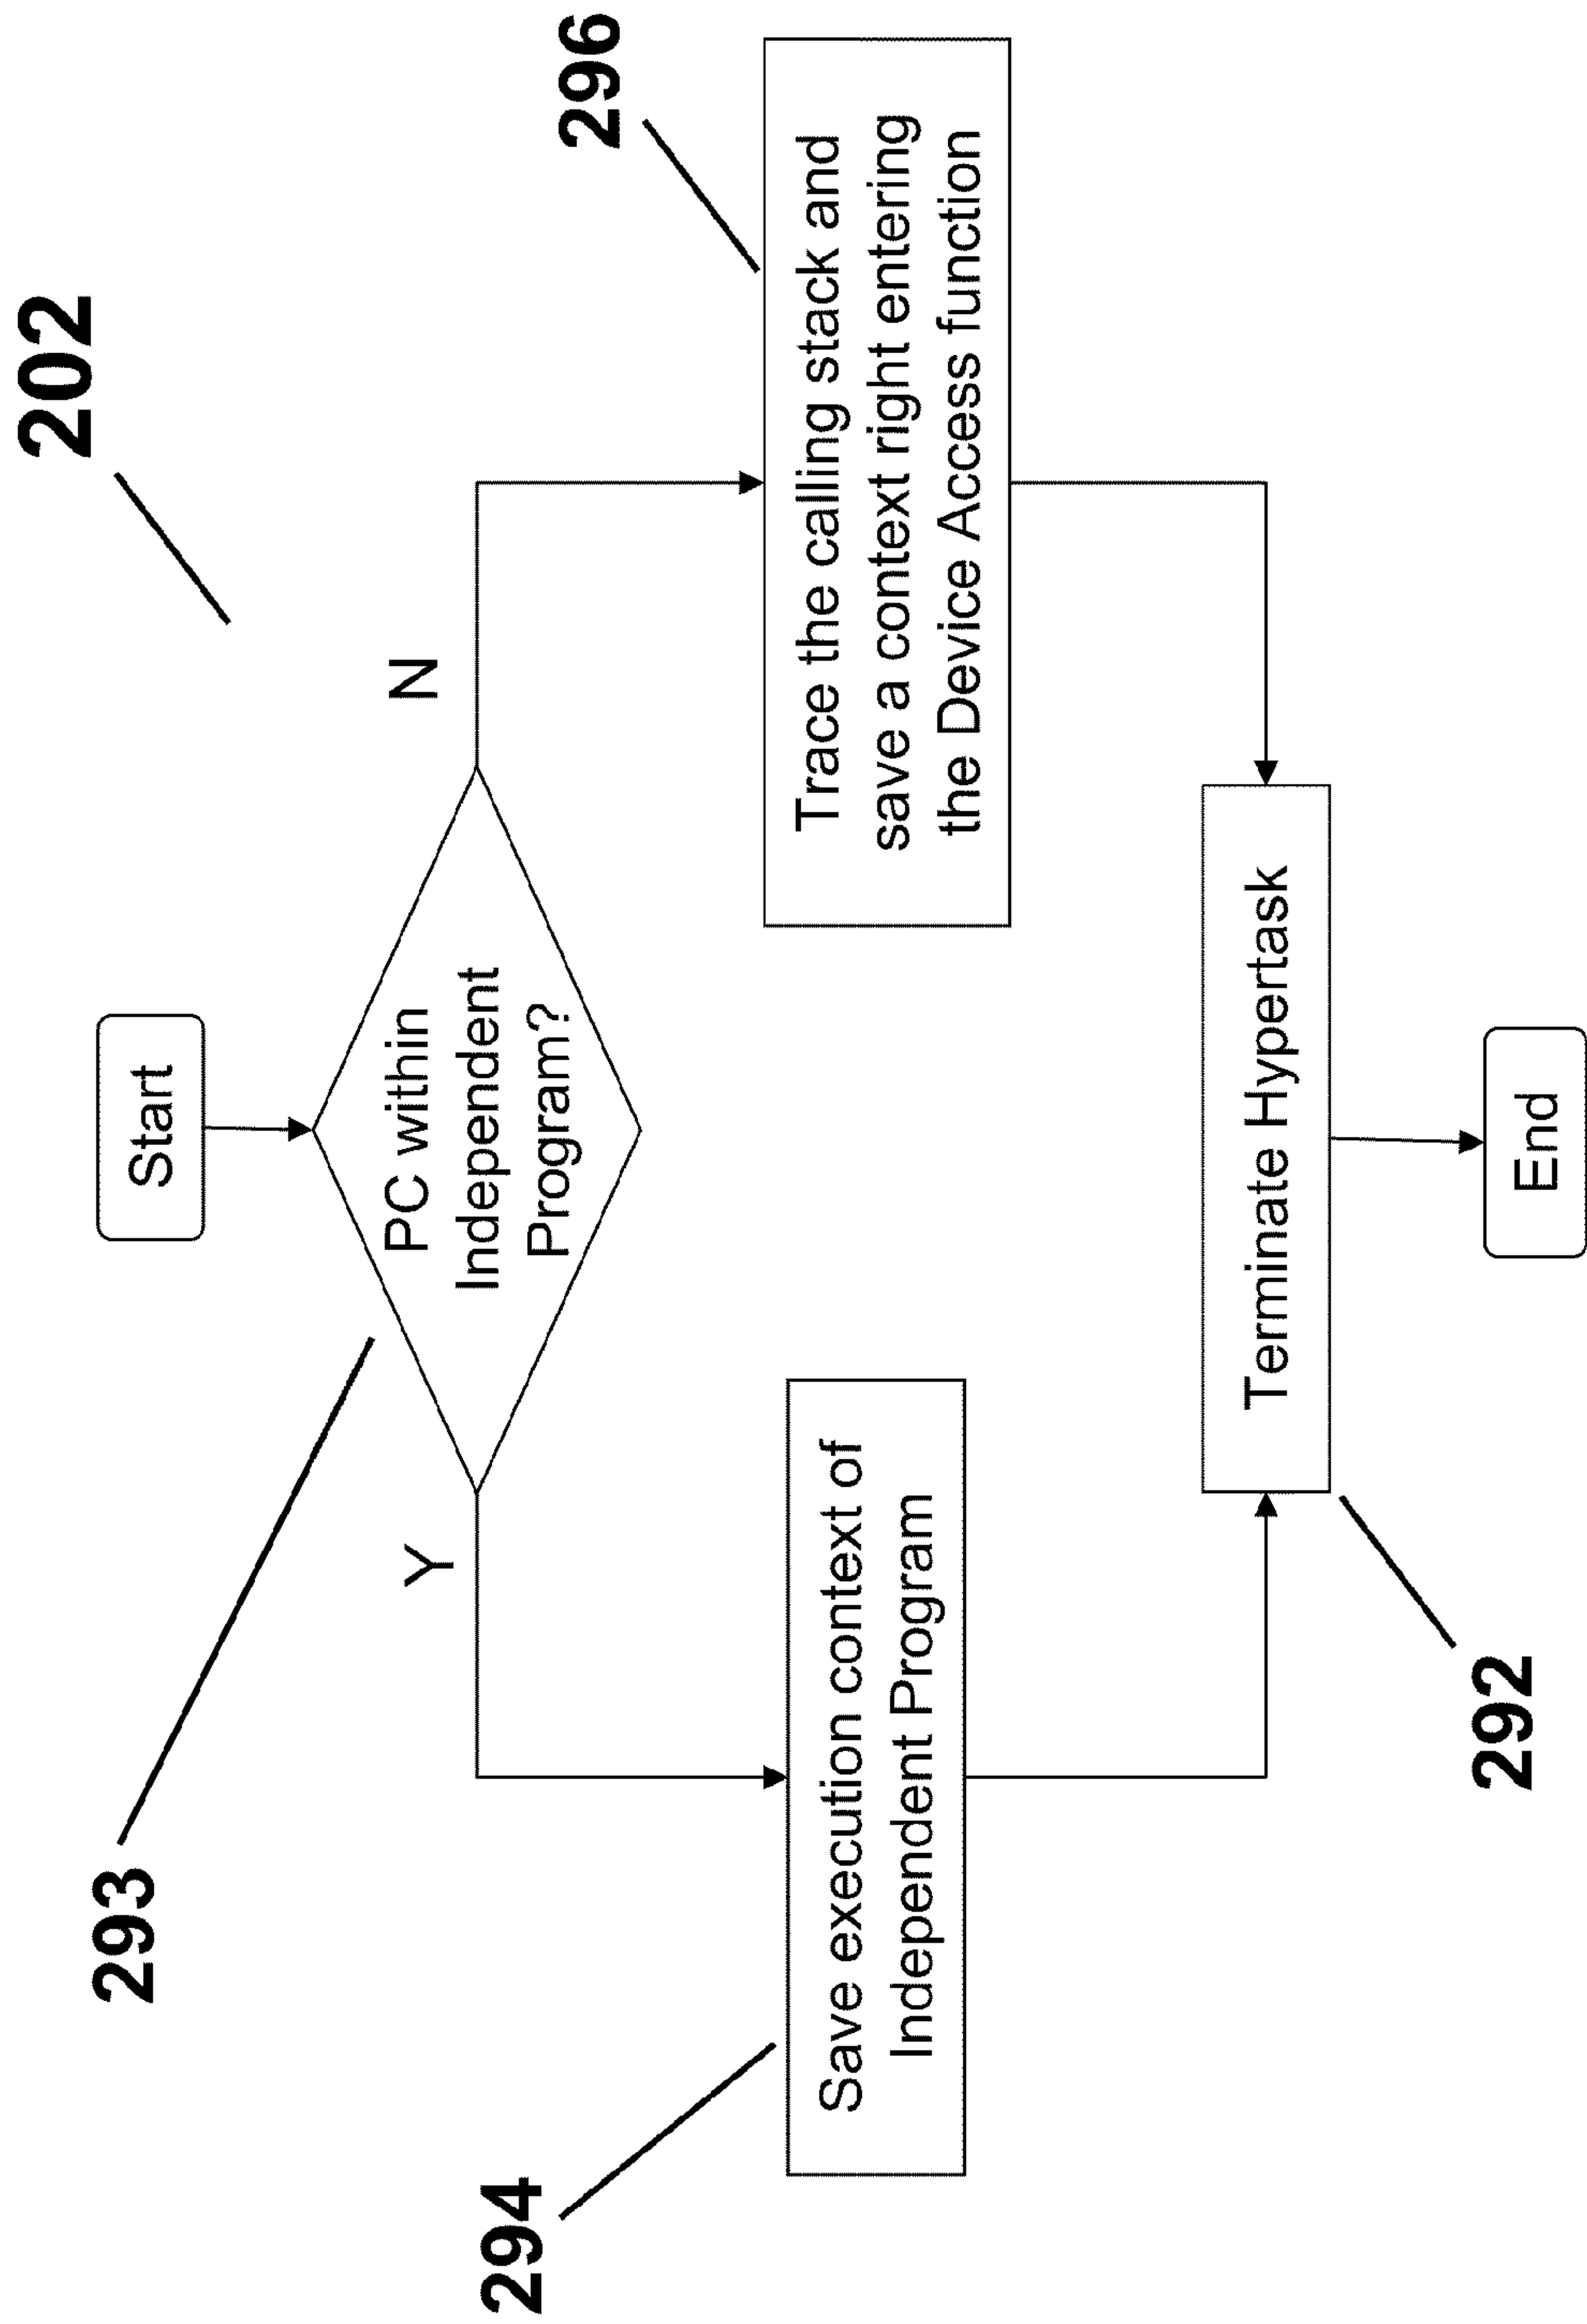 202
Start
293
PC within
Independent
Program?
Y
N
294
Save execution context of
Independent Program
296
Trace the calling stack and
save a context right entering
the Device Access function
Terminate Hypertask
292
End